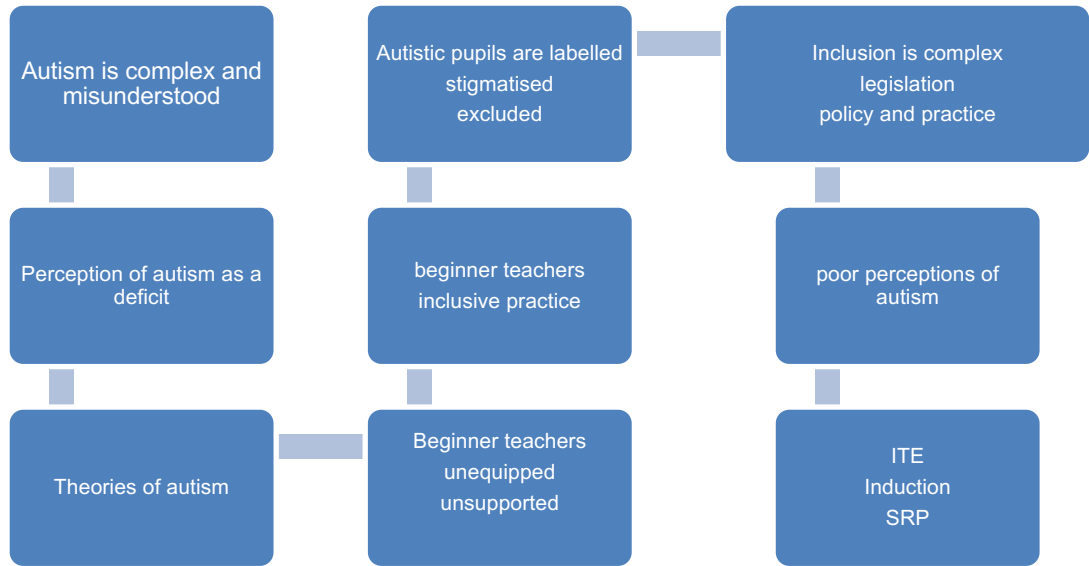 Autism is complex and
misunderstood
Perception of autism as a
deficit
Theories of autism
Beginner teachers
unequipped
unsupported
beginner teachers
inclusive practice
Autistic pupils are labelled
stigmatised
excluded
Inclusion is complex
legislation
policy and practice
poor perceptions of
autism
ITE
Induction
SRP